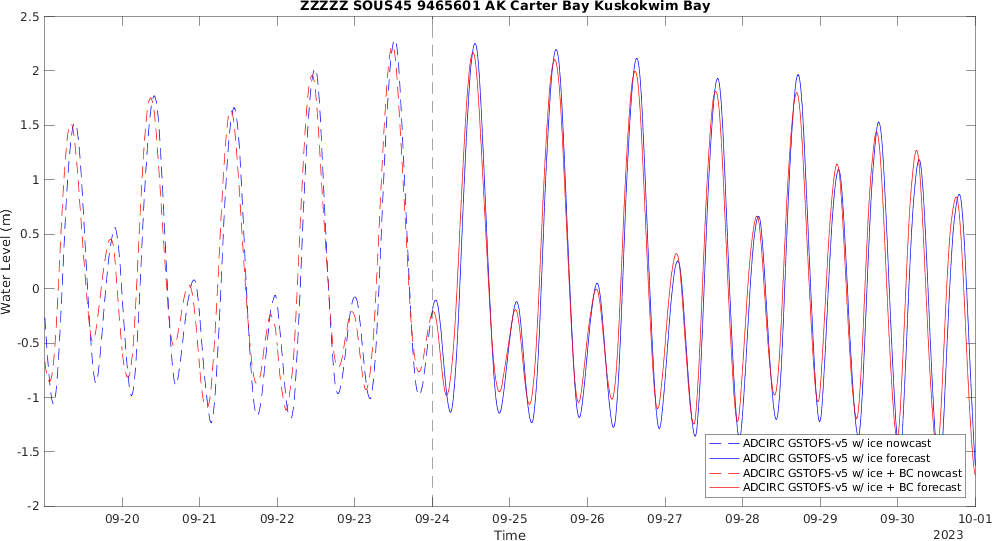 ZZZZZ SOUS45 9465601 AK Carter Bay Kuskokwim Bay
2.5
2
1.5
1
0.5
0
-0.5
-1
-1.5
-2
Water Level (m)
ADCIRC GSTOFS-v5 w/ ice nowcast
ADCIRC GSTOFS-v5 w/ ice forecast
ADCIRC GSTOFS-v5 w/ ice + BC nowcast
ADCIRC GSTOFS-v5 w/ ice + BC forecast
09-20 09-21 09-22 09-23 09-24 09-25 09-26 09-27 09-28 09-29 09-30 10-01
Time
2023